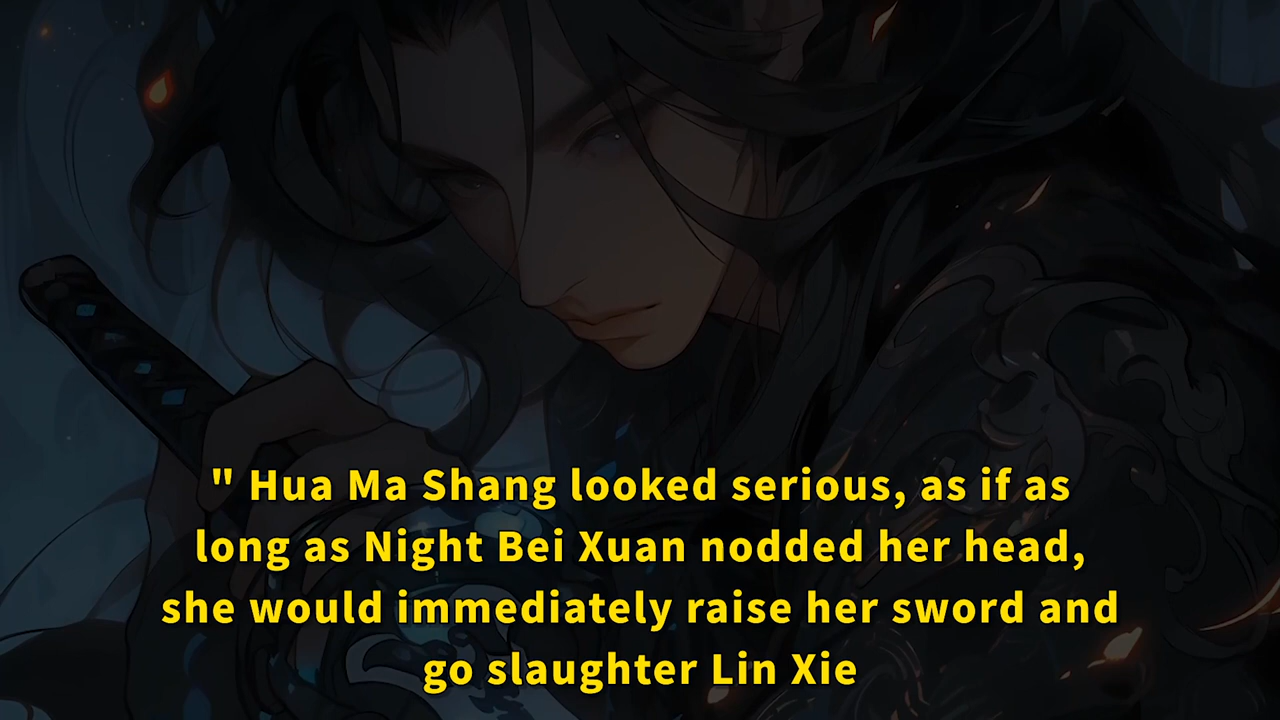 " Hua Ma Shang looked serious, as if as
long as Night Bei Xuan nodded her head,
she would immediately raise her sword and
go slaughter Lin Xie